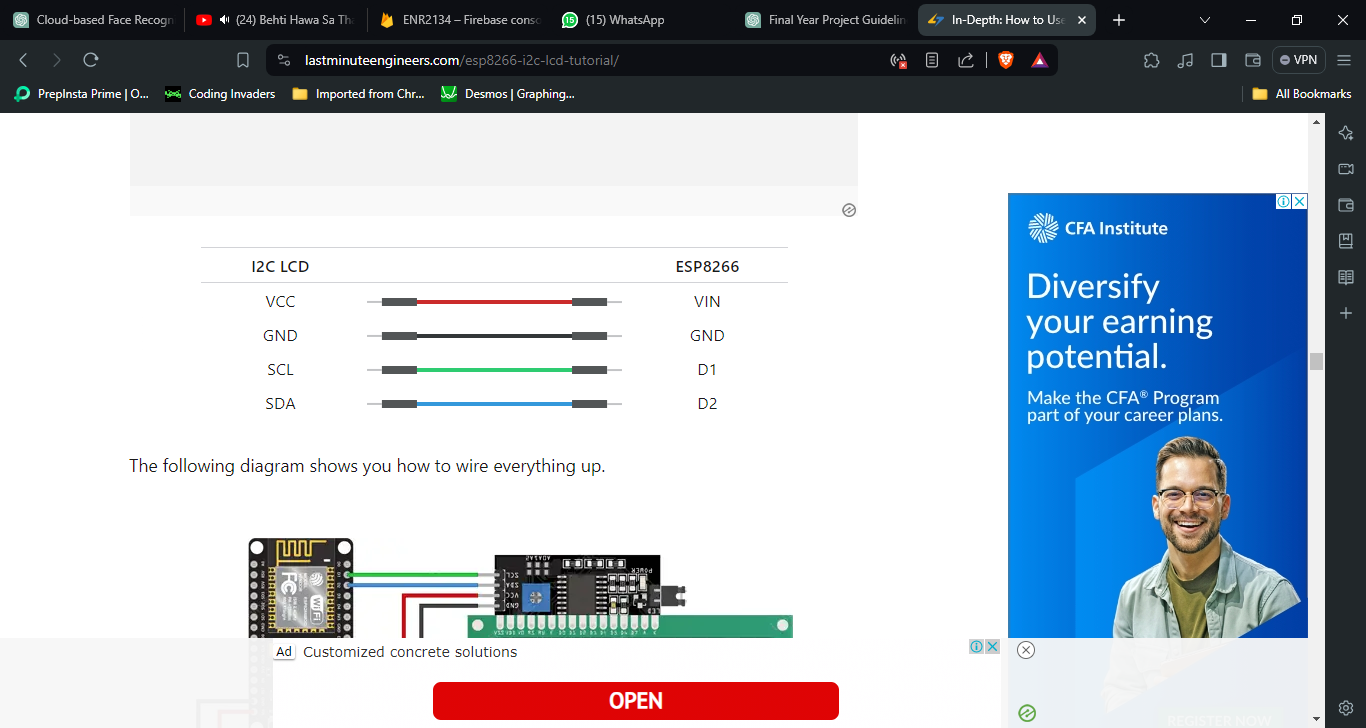 Cloud-based Face Recogn
(24) Behti Hawa Sa Tha
ENR2134 – Firebase conso
15
(15) WhatsApp
Final Year Project Guidelin
In-Depth: How to Use
lastminuteengineers.com/esp8266-i2c-lcd-tutorial/
VPN
PrepInsta Prime | O...
Coding Invaders
Imported from Chr...
Desmos | Graphing...
All Bookmarks
I2C LCD ESP8266
VCC VIN
GND GND
SCL D1
SDA D2
The following diagram shows you how to wire everything up.
CFA Institute
Diversify
your earning
potential.
Make the CFA® Program
part of your career plans.
WiFi
FC
SCL
SDA
VCC
GND
POWER
Ad
Customized concrete solutions
OPEN
REGISTER NOW